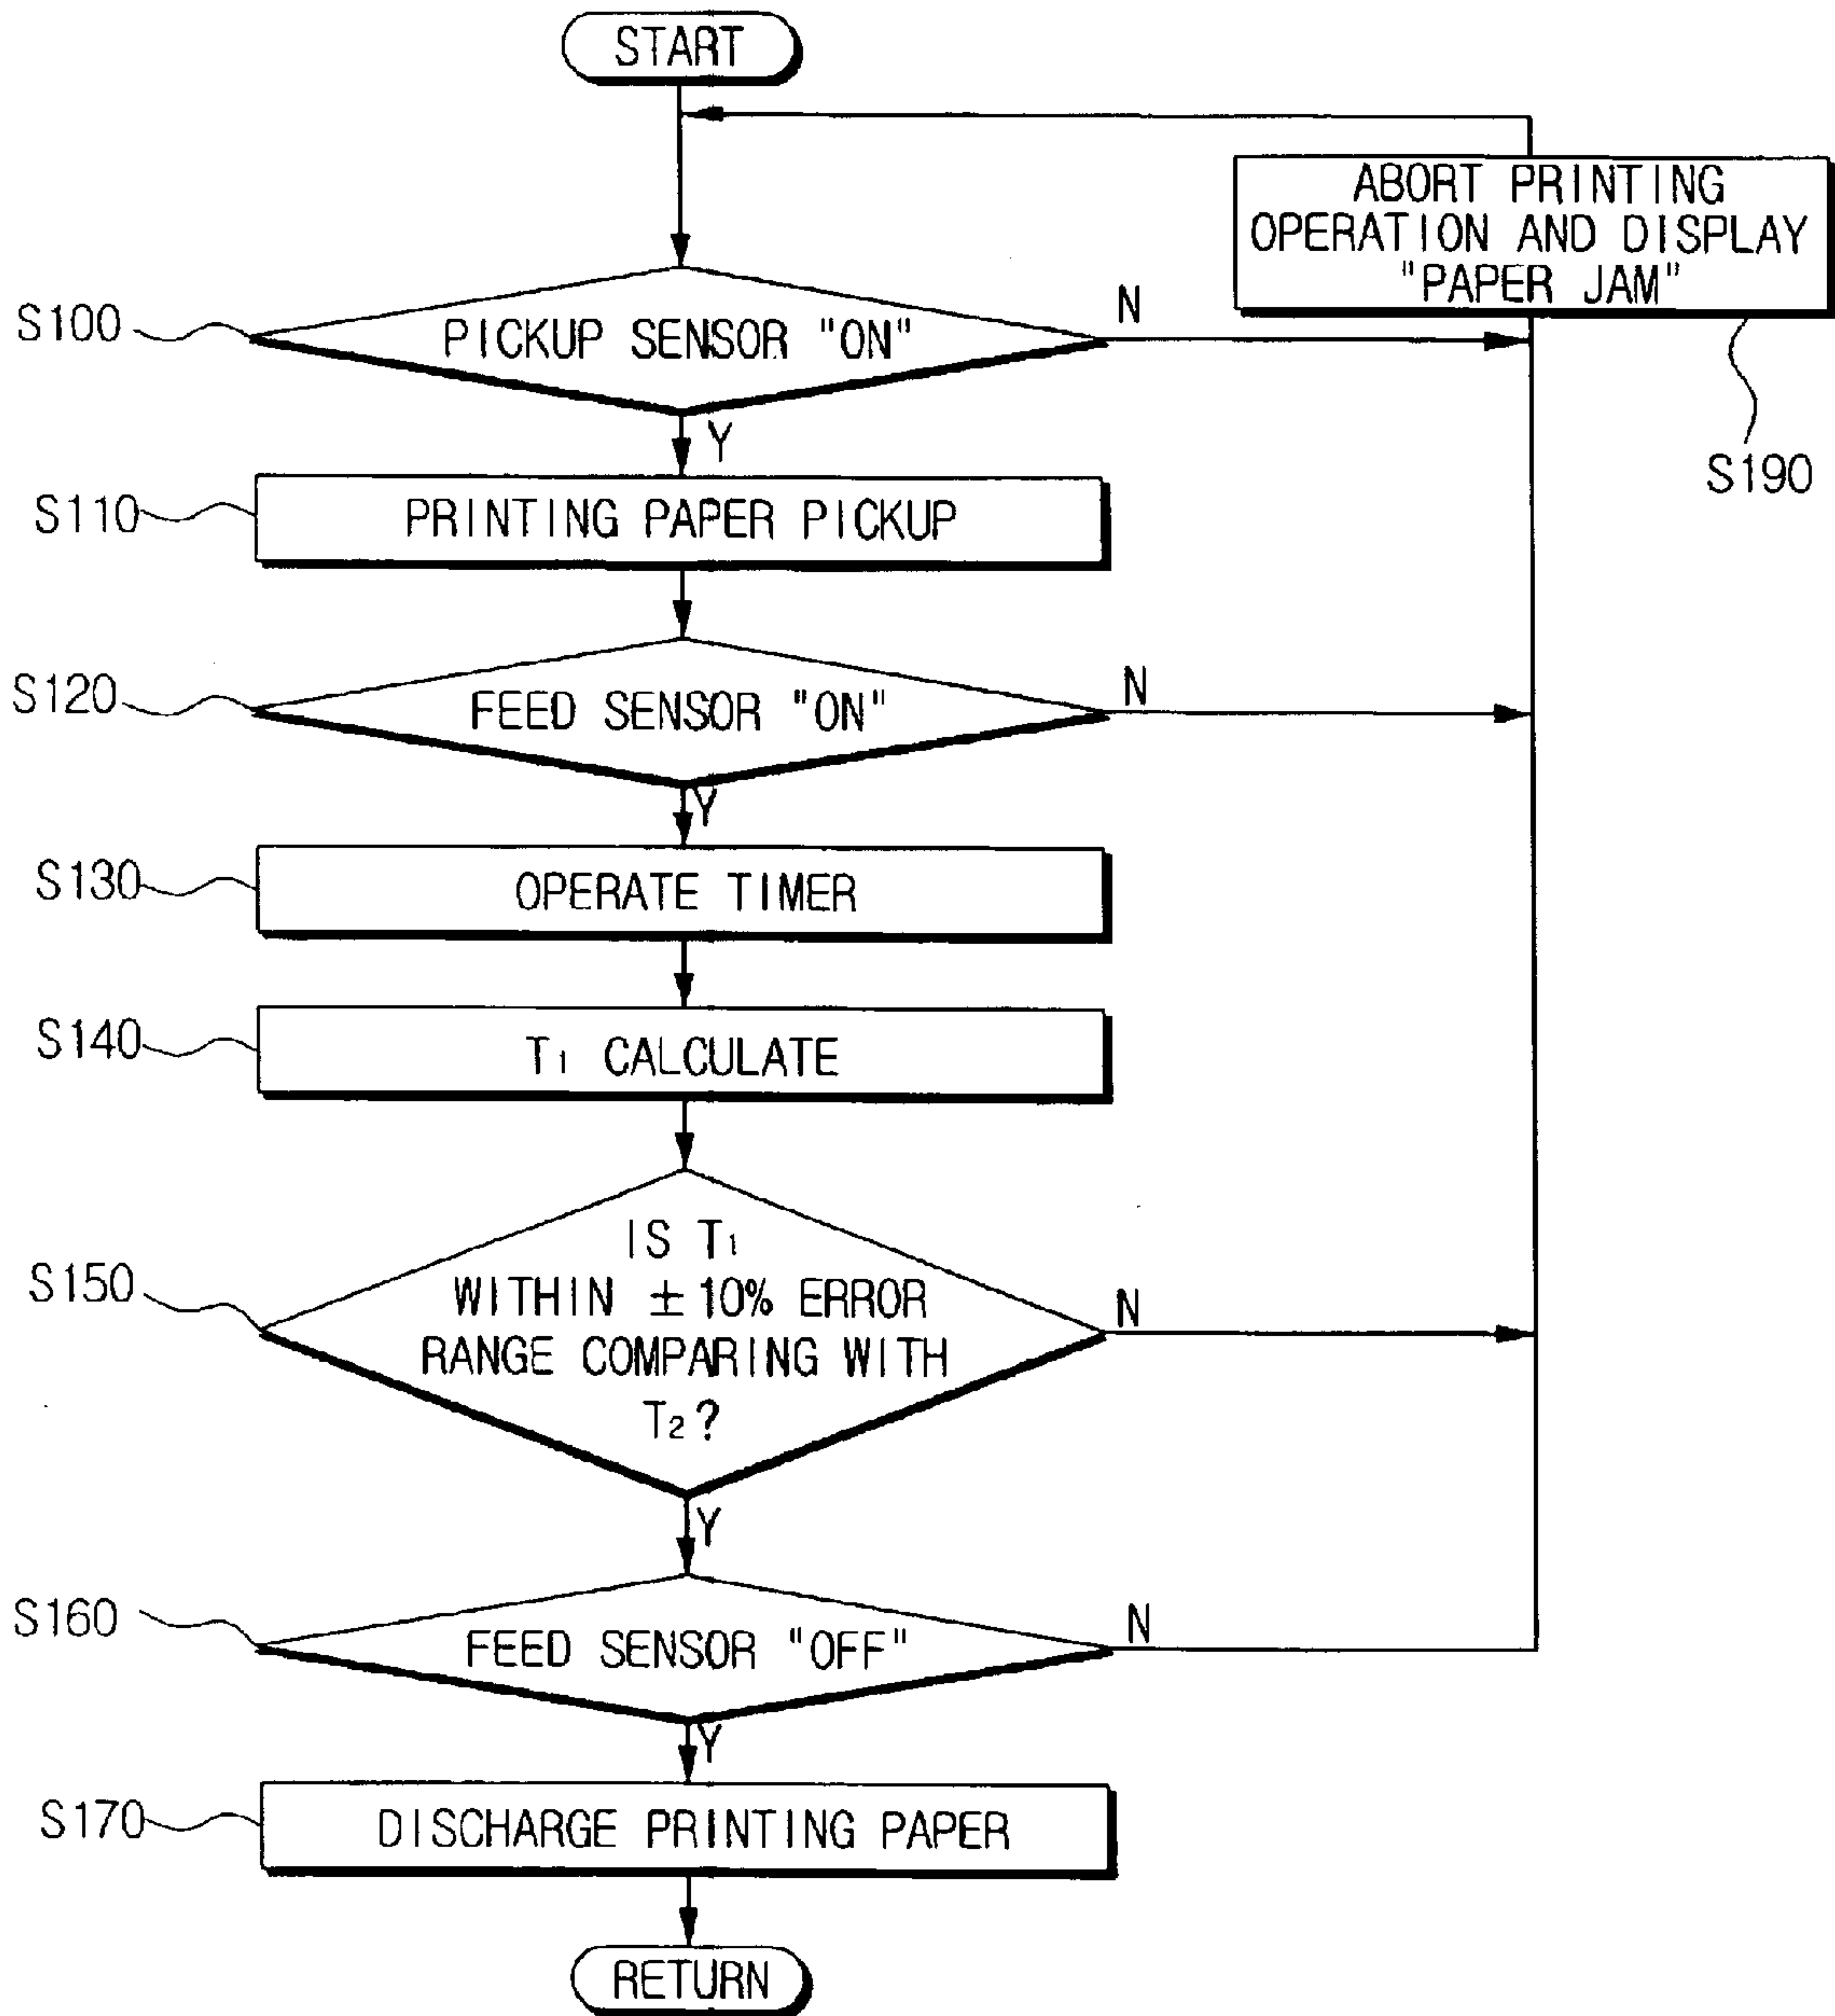 START
ABORT PRINTING
OPERATION AND DISPLAY
"PAPER JAM"
S190
S100
PICKUP SENSOR "ON"
N
Y
S110
PRINTING PAPER PICKUP
S120
FEED SENSOR "ON"
N
Y
S130
OPERATE TIMER
S140
T₁ CALCULATE
S150
IS T₁
WITHIN ±10% ERROR
RANGE COMPARING WITH
T₂?
N
Y
S160
FEED SENSOR "OFF"
N
Y
S170
DISCHARGE PRINTING PAPER
RETURN